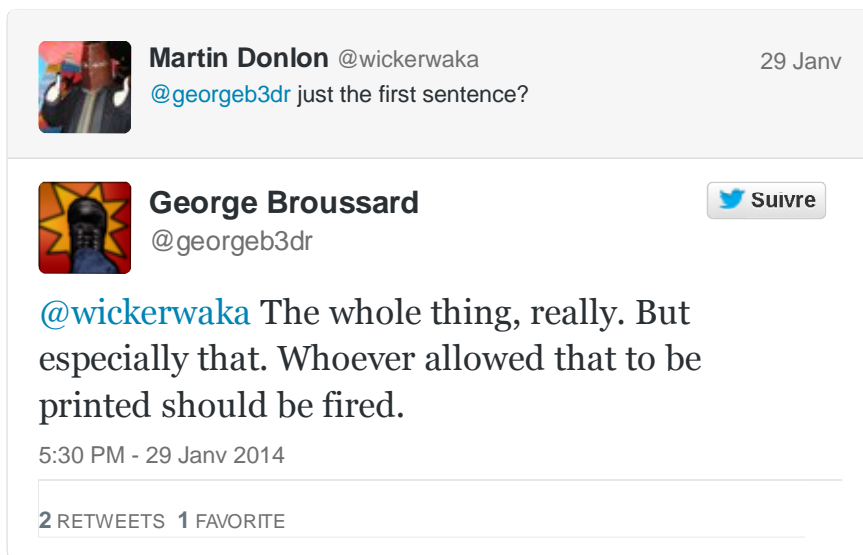 Martin Donlon @wickerwaka 29 Janv
@georgeb3dr just the first sentence?
George Broussard Suivre
@georgeb3dr
@wickerwaka The whole thing, really. But
especially that. Whoever allowed that to be
printed should be fired.
5:30 PM - 29 Janv 2014
2 RETWEETS 1 FAVORITE